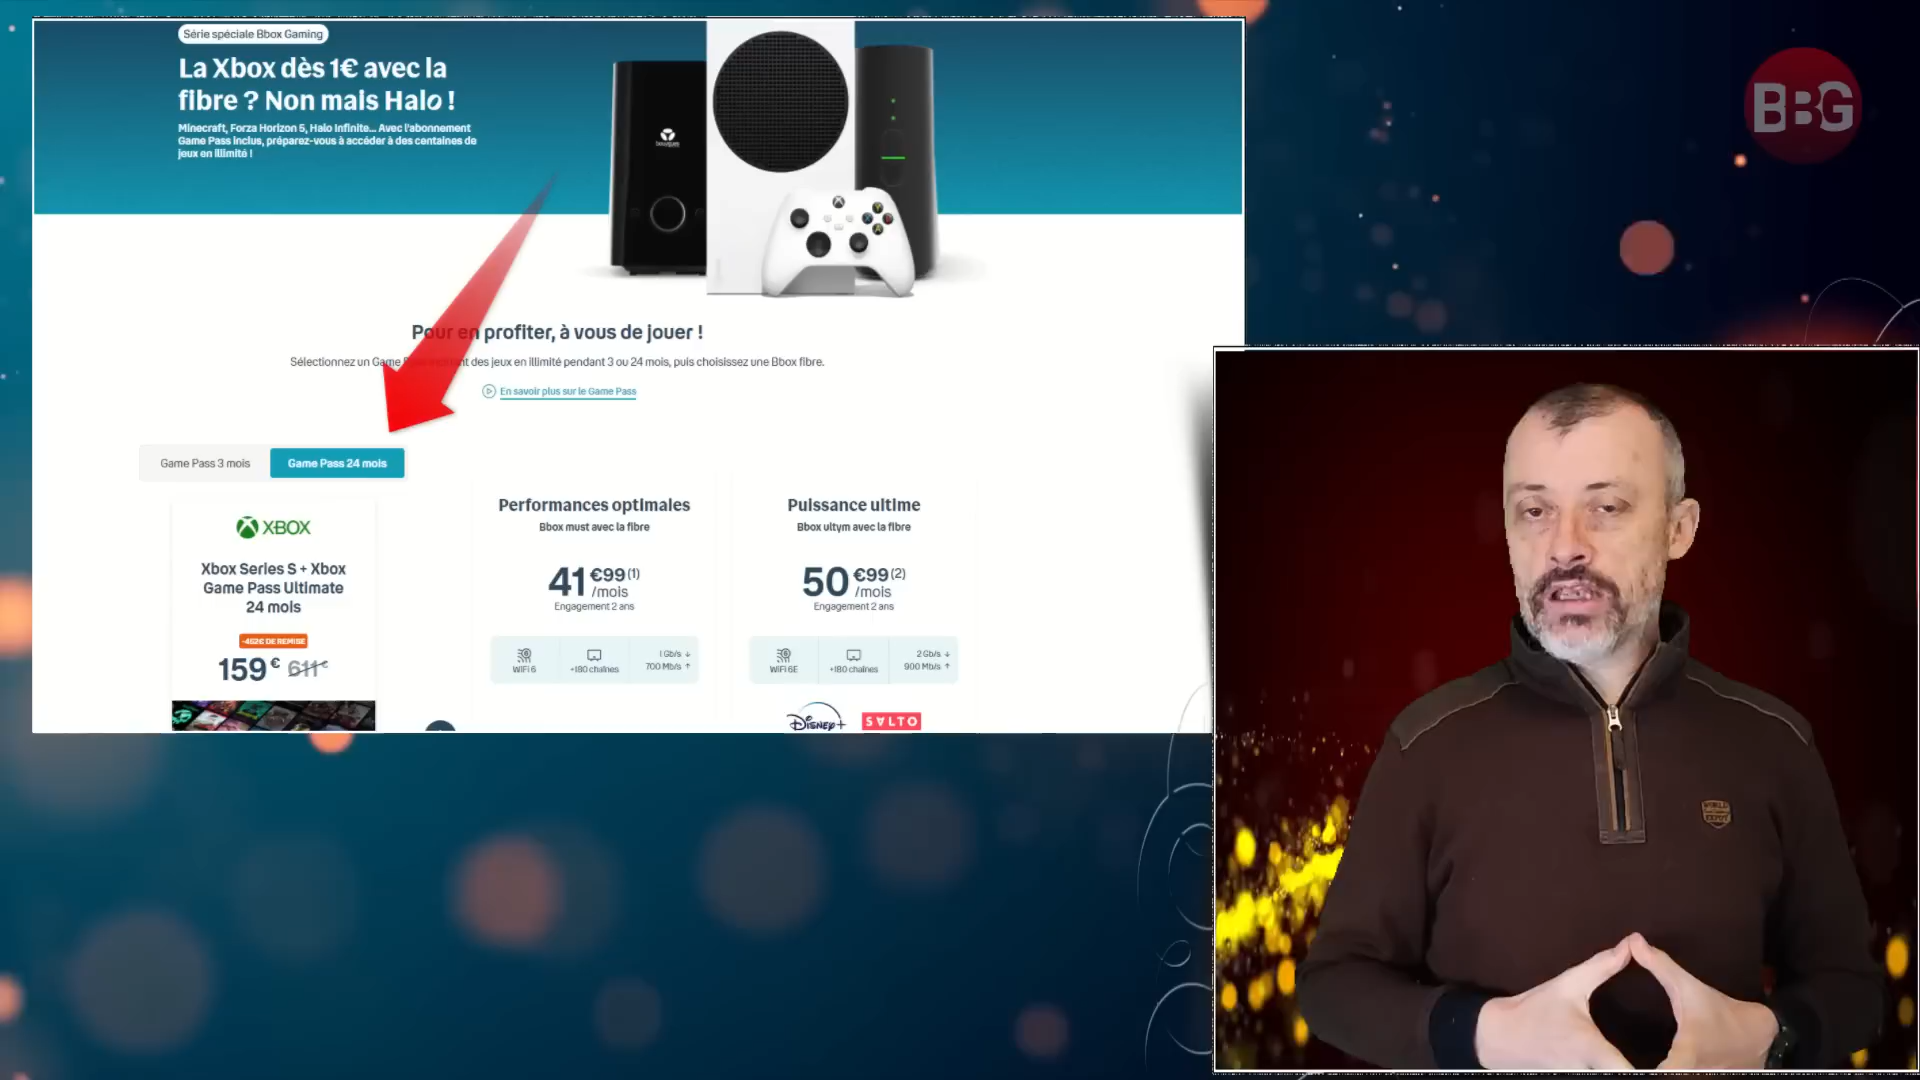 Série spéciale Bbox Gaming
La Xbox dès 1€ avec la
fibre ? Non mais Halo !
Minecraft, Forza Horizon 5, Halo Infinite... Avec l'abonnement
Game Pass inclus, préparez-vous à accéder à des centaines de
jeux en illimité !
BBG
Pour en profiter, à vous de jouer !
Sélectionnez un Game des jeux en illimité pendant 3 ou 24 mois, puis choisissez une Bbox fibre.
En savoir plus sur le Game Pass
Game Pass 3 mois
Game Pass 24 mois
XBOX
Xbox Series S + Xbox
Game Pass Ultimate
24 mois
-452€ DE REMISE
159€ 611€
Performances optimales
Bbox must avec la fibre
41€99(1)
/mois
Engagement 2 ans
WiFi 6
+180 chaînes
1 Gb/s ↓
700 Mb/s ↑
Puissance ultime
Bbox ultym avec la fibre
50€99(2)
/mois
Engagement 2 ans
WiFi 6E
+180 chaînes
2 Gb/s ↓
900 Mb/s ↑
Disney+
SALTO